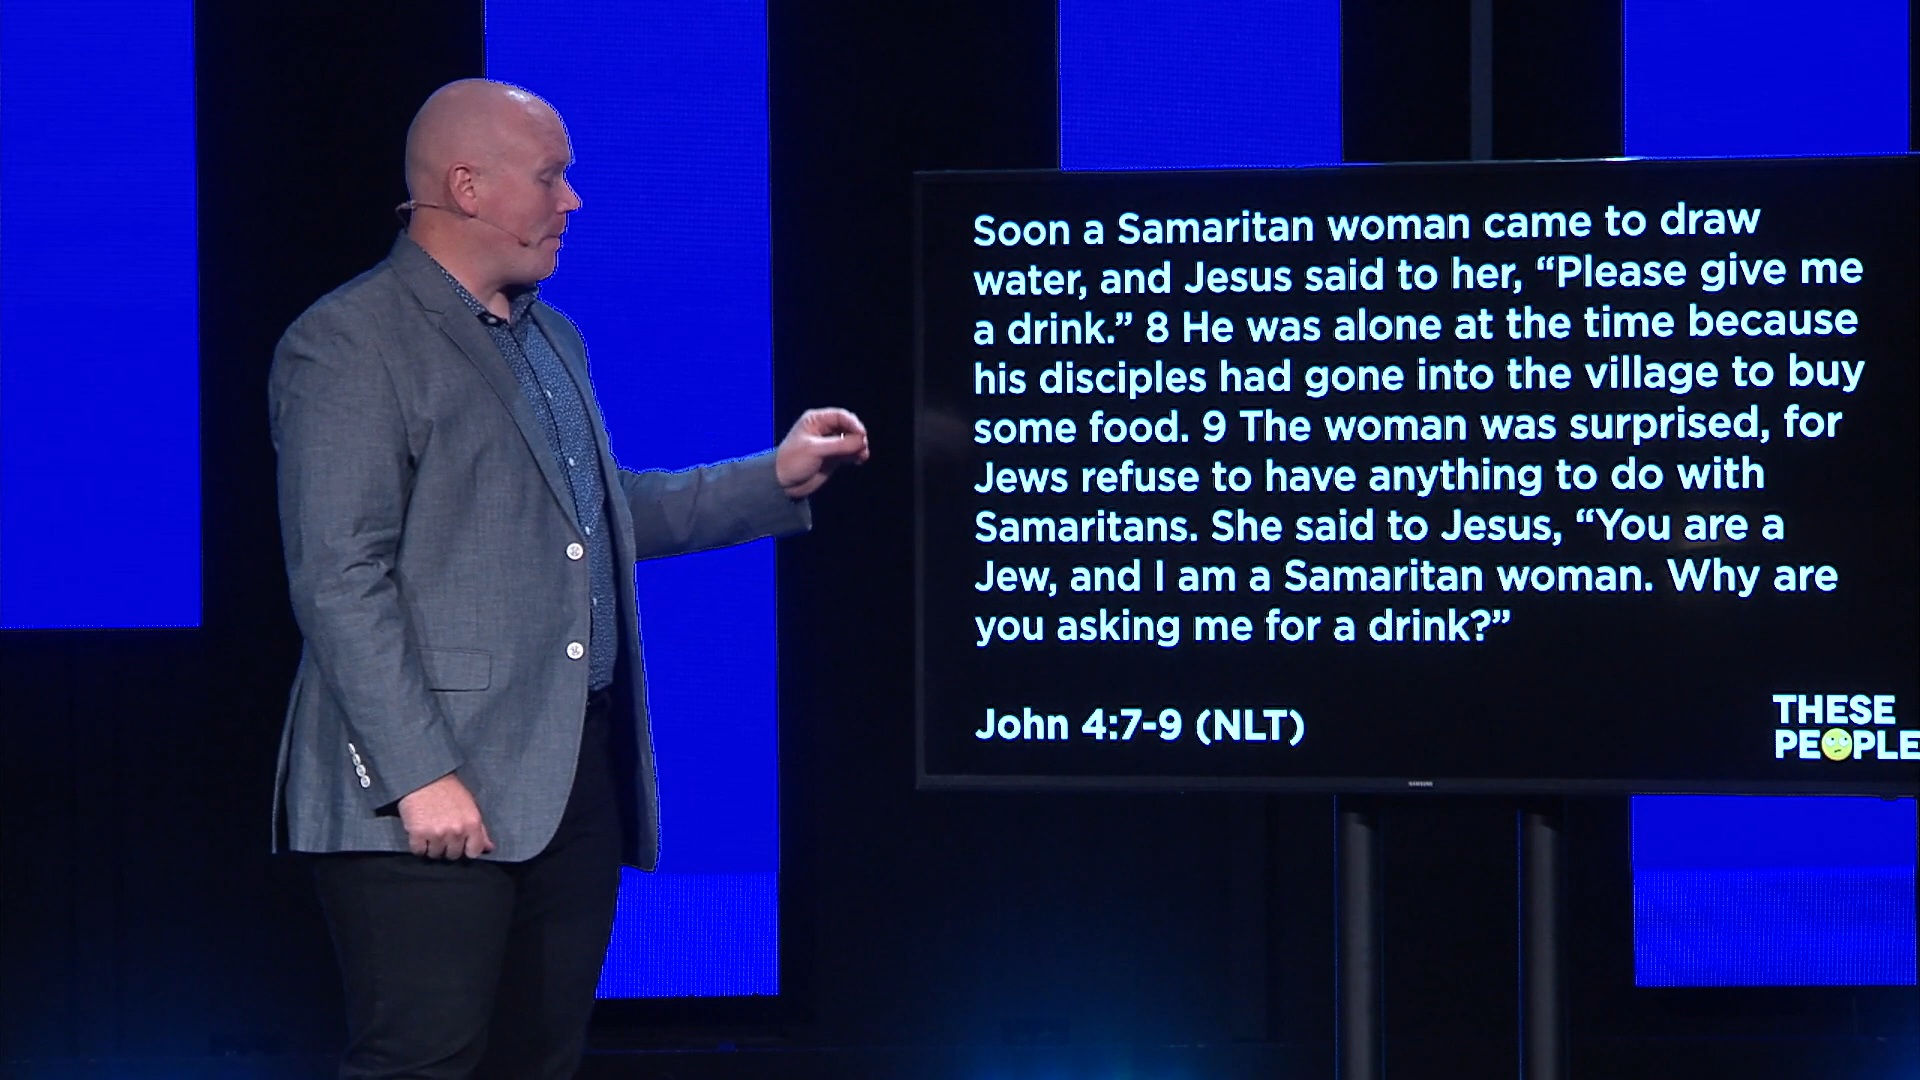 Soon a Samaritan woman came to draw
water, and Jesus said to her, “Please give me
a drink.” 8 He was alone at the time because
his disciples had gone into the village to buy
some food. 9 The woman was surprised, for
Jews refuse to have anything to do with
Samaritans. She said to Jesus, “You are a
Jew, and I am a Samaritan woman. Why are
you asking me for a drink?”
John 4:7-9 (NLT)
THESE
PEOPLE
SAMSUNG